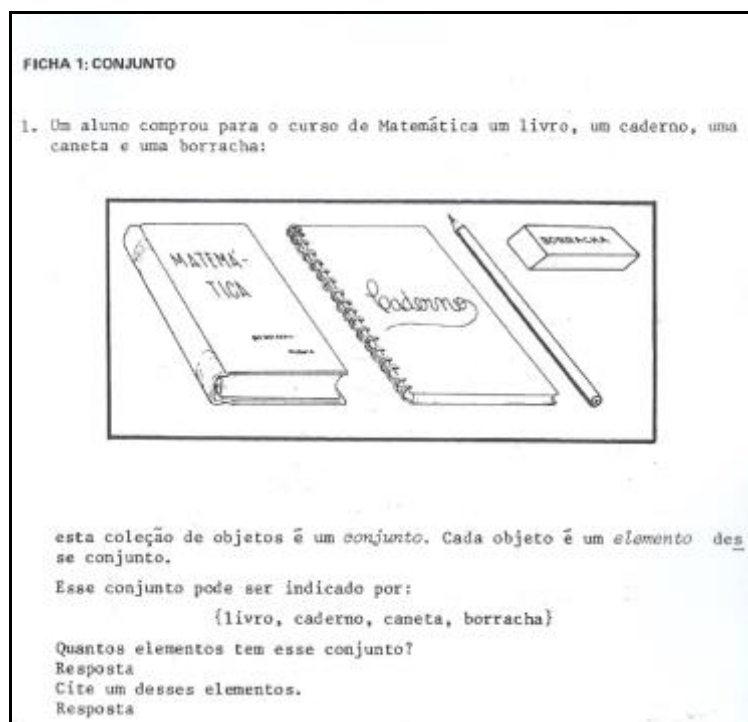 FICHA 1: CONJUNTO
1. Um aluno comprou para o curso de Matemática um livro, um caderno, uma
caneta e uma borracha:
MATEMÁ-
TICA
Caderno
BORRACHA
esta coleção de objetos é um conjunto. Cada objeto é um elemento des
se conjunto.
Esse conjunto pode ser indicado por:
{livro, caderno, caneta, borracha}
Quantos elementos tem esse conjunto?
Resposta
Cite um desses elementos.
Resposta